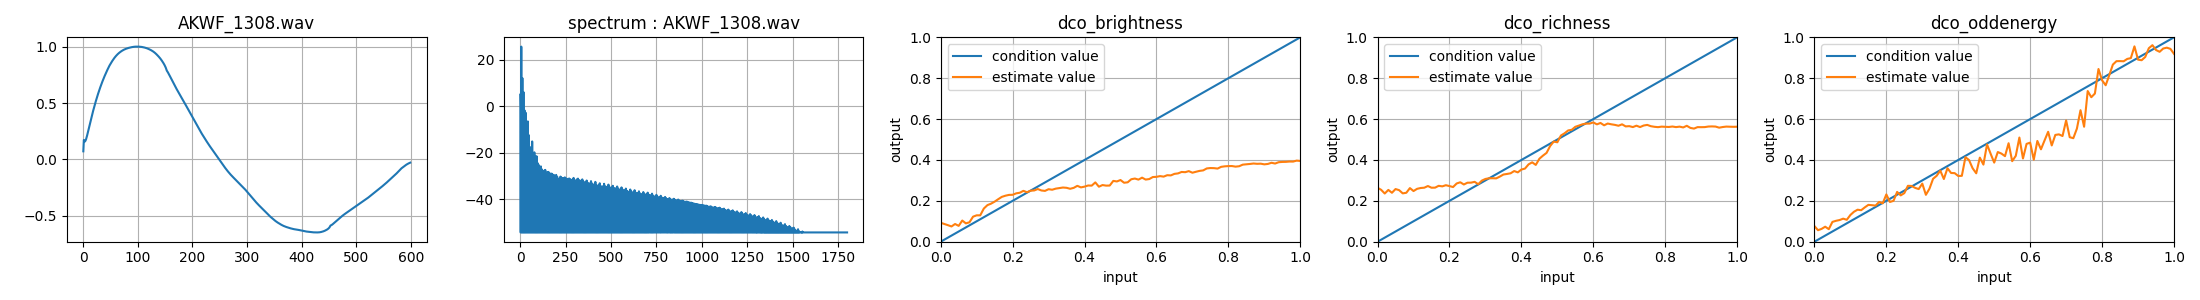 AKWF_1308.wav
1.0
0.5
0.0
−0.5
0 100 200 300 400 500 600
spectrum : AKWF_1308.wav
20
0
−20
−40
0 250 500 750 1000 1250 1500 1750
dco_brightness
condition value
estimate value
output
1.0
0.8
0.6
0.4
0.2
0.0
0.0 0.2 0.4 0.6 0.8 1.0
input
dco_richness
condition value
estimate value
output
1.0
0.8
0.6
0.4
0.2
0.0
0.0 0.2 0.4 0.6 0.8 1.0
input
dco_oddenergy
condition value
estimate value
output
1.0
0.8
0.6
0.4
0.2
0.0
0.0 0.2 0.4 0.6 0.8 1.0
input